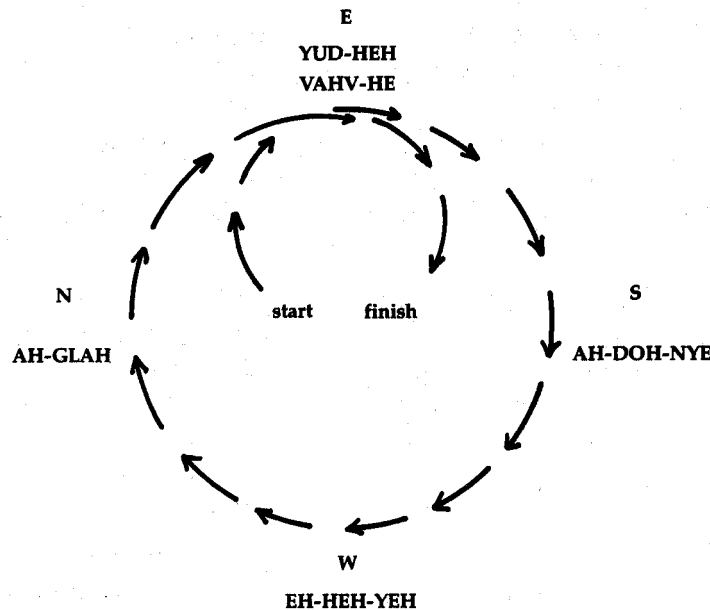 E
YUD-HEH
VAHV-HE
N
S
start
finish
AH-GLAH
AH-DOH-NYE
W
EH-HEH-YEH